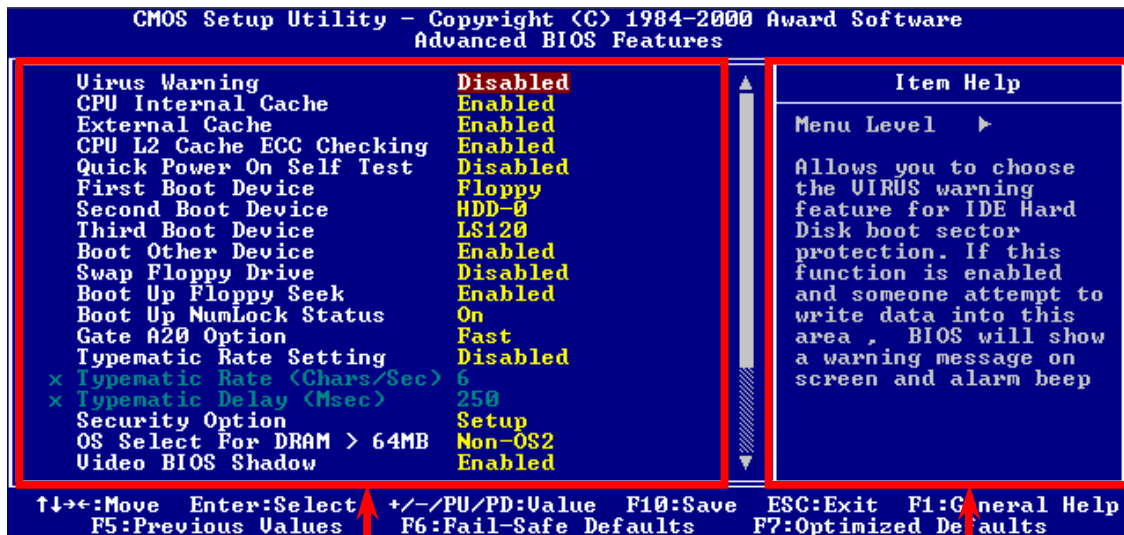 CMOS Setup Utility - Copyright (C) 1984-2000 Award Software
Advanced BIOS Features
Virus Warning Disabled
CPU Internal Cache Enabled
External Cache Enabled
CPU L2 Cache ECC Checking Enabled
Quick Power On Self Test Disabled
First Boot Device Floppy
Second Boot Device HDD-0
Third Boot Device LS120
Boot Other Device Enabled
Swap Floppy Drive Disabled
Boot Up Floppy Seek Enabled
Boot Up NumLock Status On
Gate A20 Option Fast
Typematic Rate Setting Disabled
x Typematic Rate (Chars/Sec) 6
x Typematic Delay (Msec) 250
Security Option Setup
OS Select For DRAM > 64MB Non-OS2
Video BIOS Shadow Enabled
Item Help
Menu Level ►
Allows you to choose
the VIRUS warning
feature for IDE Hard
Disk boot sector
protection. If this
function is enabled
and someone attempt to
write data into this
area , BIOS will show
a warning message on
screen and alarm beep
↑↓→←:Move Enter:Select +/-/PU/PD:Value F10:Save ESC:Exit F1:General Help
F5:Previous Values F6:Fail-Safe Defaults F7:Optimized Defaults